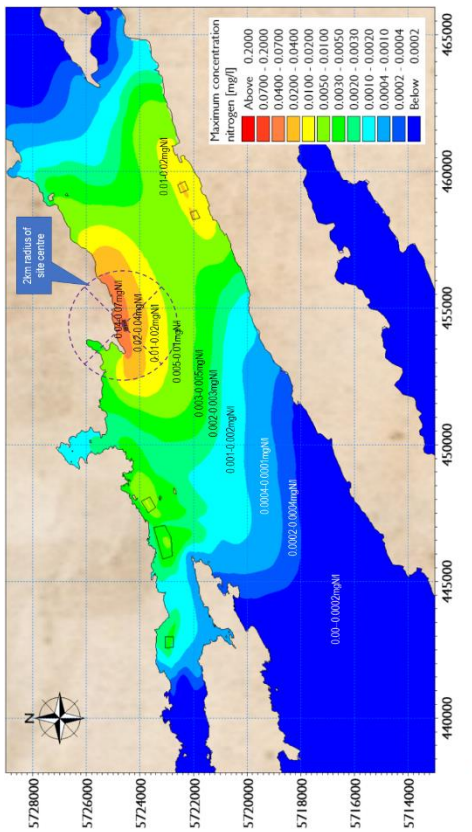 N
2km radius of
site centre
Maximum concentration
nitrogen [mg/l]
Above 0.2000
0.0700 - 0.2000
0.0400 - 0.0700
0.0200 - 0.0400
0.0100 - 0.0200
0.0050 - 0.0100
0.0030 - 0.0050
0.0020 - 0.0030
0.0010 - 0.0020
0.0004 - 0.0010
0.0002 - 0.0004
Below 0.0002
0.04-0.07mgN/l
0.02-0.04mgN/l
0.01-0.02mgN/l
0.005-0.01mgN/l
0.003-0.005mgN/l
0.002-0.003mgN/l
0.001-0.002mgN/l
0.0004-0.0001mgN/l
0.0002-0.0004mgN/l
0.00-0.0002mgN/l
0.01-0.02mgN/l
5728000
5726000
5724000
5722000
5720000
5718000
5716000
5714000
440000
445000
450000
455000
460000
465000